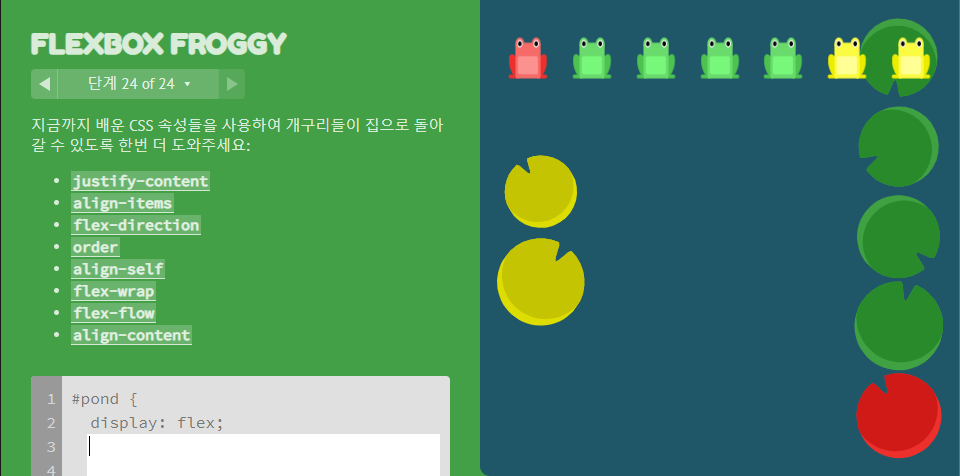 FLEXBOX FROGGY
◀ 단계 24 of 24 ▾ ▶
지금까지 배운 CSS 속성들을 사용하여 개구리들이 집으로 돌아
갈 수 있도록 한번 더 도와주세요:
• justify-content
• align-items
• flex-direction
• order
• align-self
• flex-wrap
• flex-flow
• align-content
1 #pond {
2 display: flex;
3
4